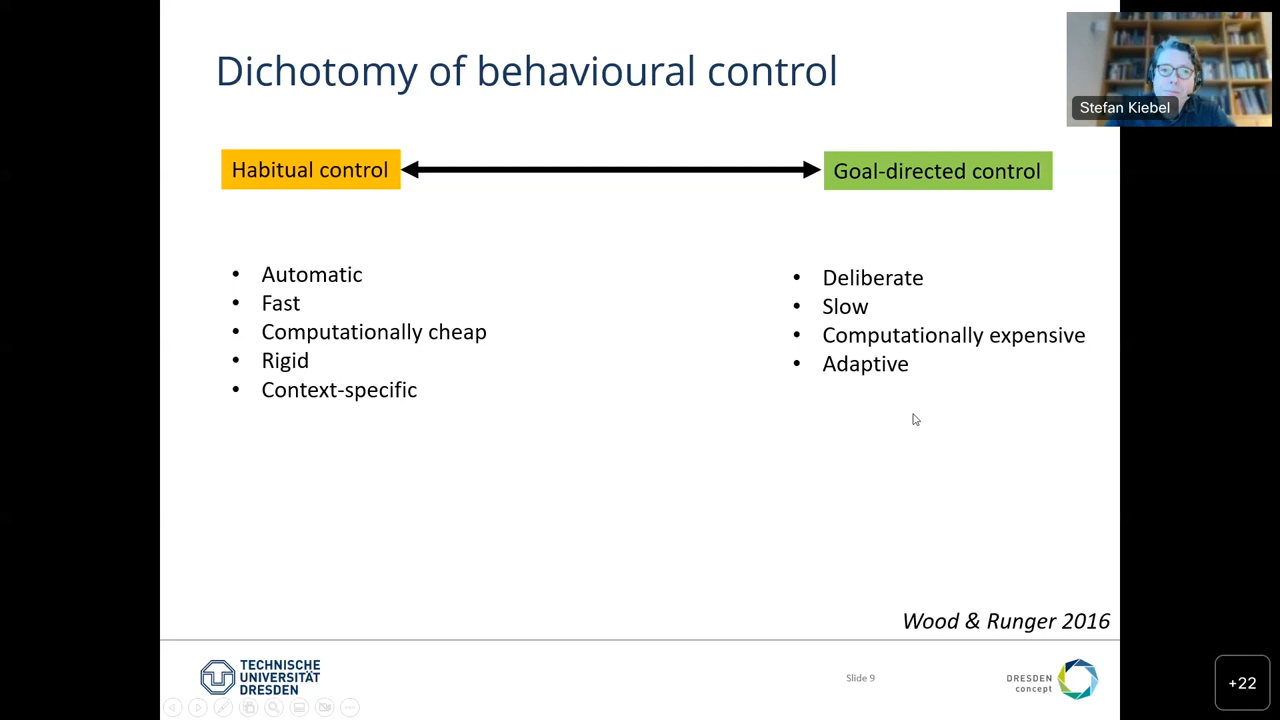 Dichotomy of behavioural control
Stefan Kiebel
Habitual control
Goal-directed control
• Automatic
• Fast
• Computationally cheap
• Rigid
• Context-specific
• Deliberate
• Slow
• Computationally expensive
• Adaptive
Wood & Runger 2016
TECHNISCHE
UNIVERSITÄT
DRESDEN
Slide 9
DRESDEN
concept
+22